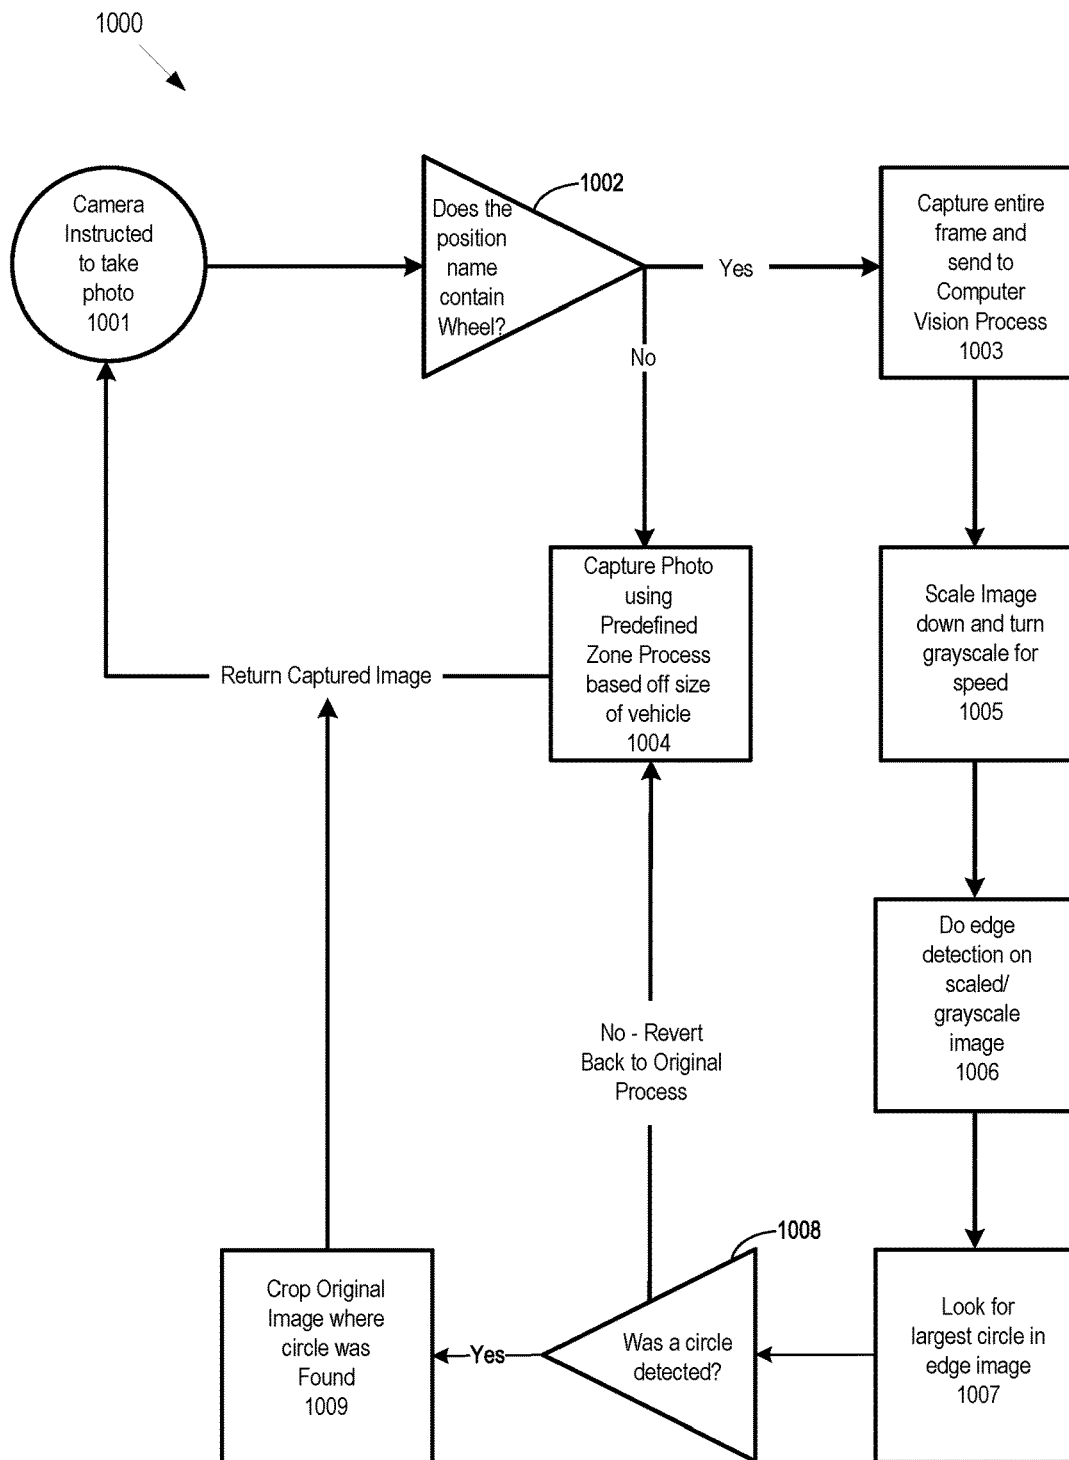 1000
Camera
Instructed
to take
photo
1001
1002
Does the
position
name
contain
Wheel?
Yes
No
Capture entire
frame and
send to
Computer
Vision Process
1003
Capture Photo
using
Predefined
Zone Process
based off size
of vehicle
1004
Return Captured Image
Scale Image
down and turn
grayscale for
speed
1005
Do edge
detection on
scaled/
grayscale
image
1006
No - Revert
Back to Original
Process
Look for
largest circle in
edge image
1007
1008
Was a circle
detected?
Yes
Crop Original
Image where
circle was
Found
1009